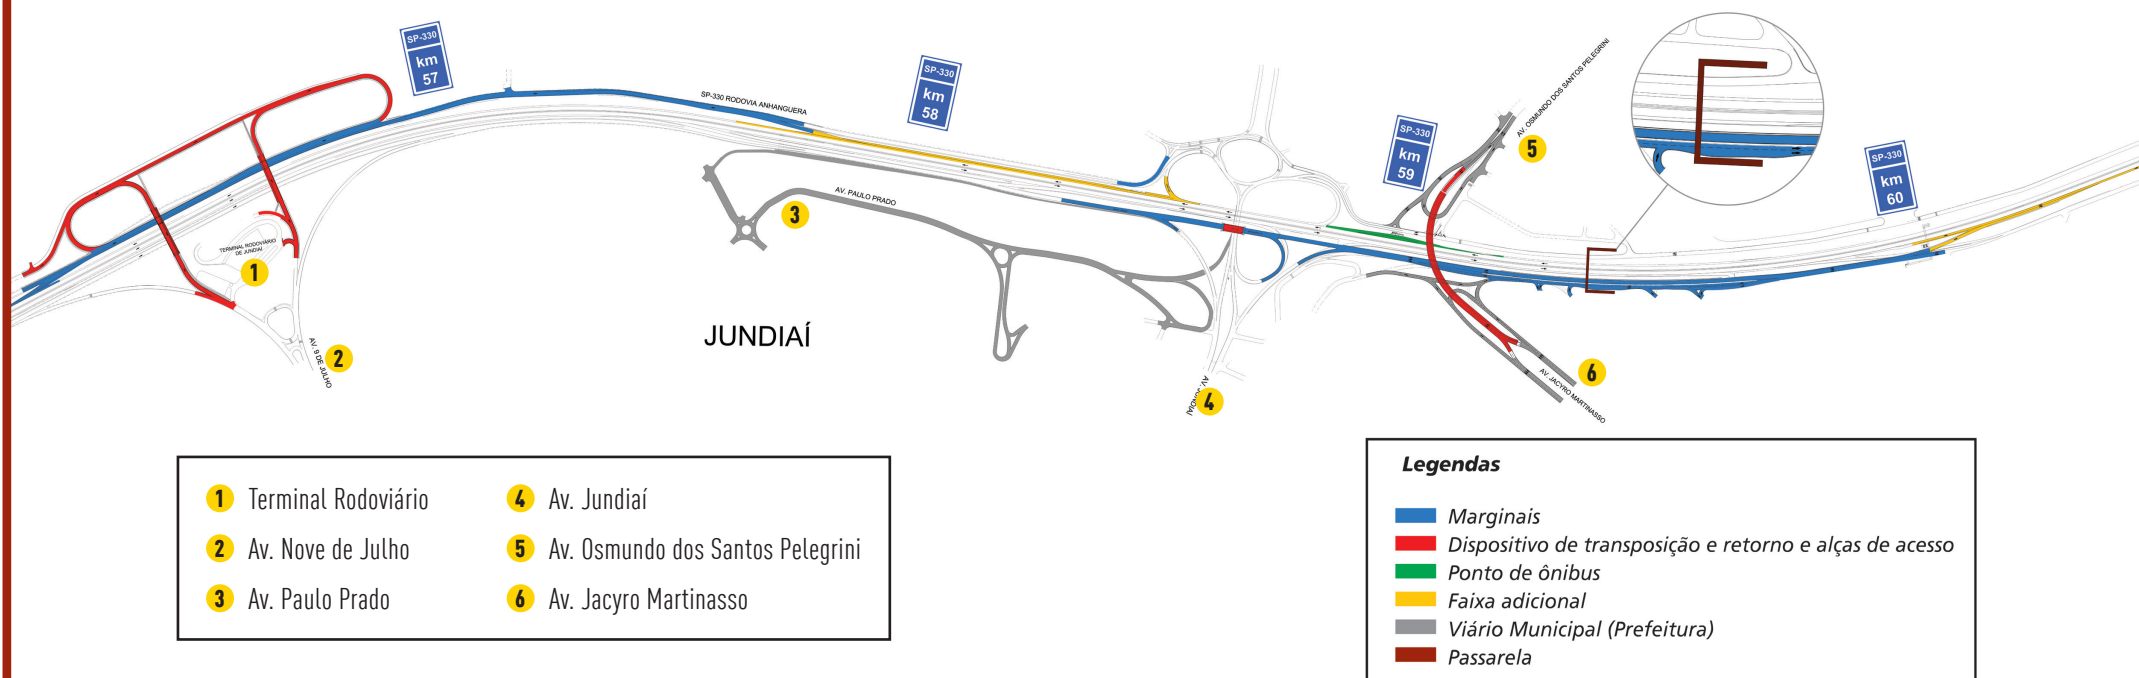 SP-330
km
57
SP-330
km
58
SP-330
km
59
SP-330
km
60
SP-330 RODOVIA ANHANGUERA
AV. OSMUNDO DOS SANTOS PELEGRINI
5
AV. PAULO PRADO
3
TERMINAL RODOVIÁRIO
DE JUNDIAÍ
1
AV. 9 DE JULHO
2
JUNDIAÍ
AV. JUNDIAÍ
4
AV. JACYRO MARTINASSO
6
1 Terminal Rodoviário
2 Av. Nove de Julho
3 Av. Paulo Prado
4 Av. Jundiaí
5 Av. Osmundo dos Santos Pelegrini
6 Av. Jacyro Martinasso
Legendas
Marginais
Dispositivo de transposição e retorno e alças de acesso
Ponto de ônibus
Faixa adicional
Viário Municipal (Prefeitura)
Passarela